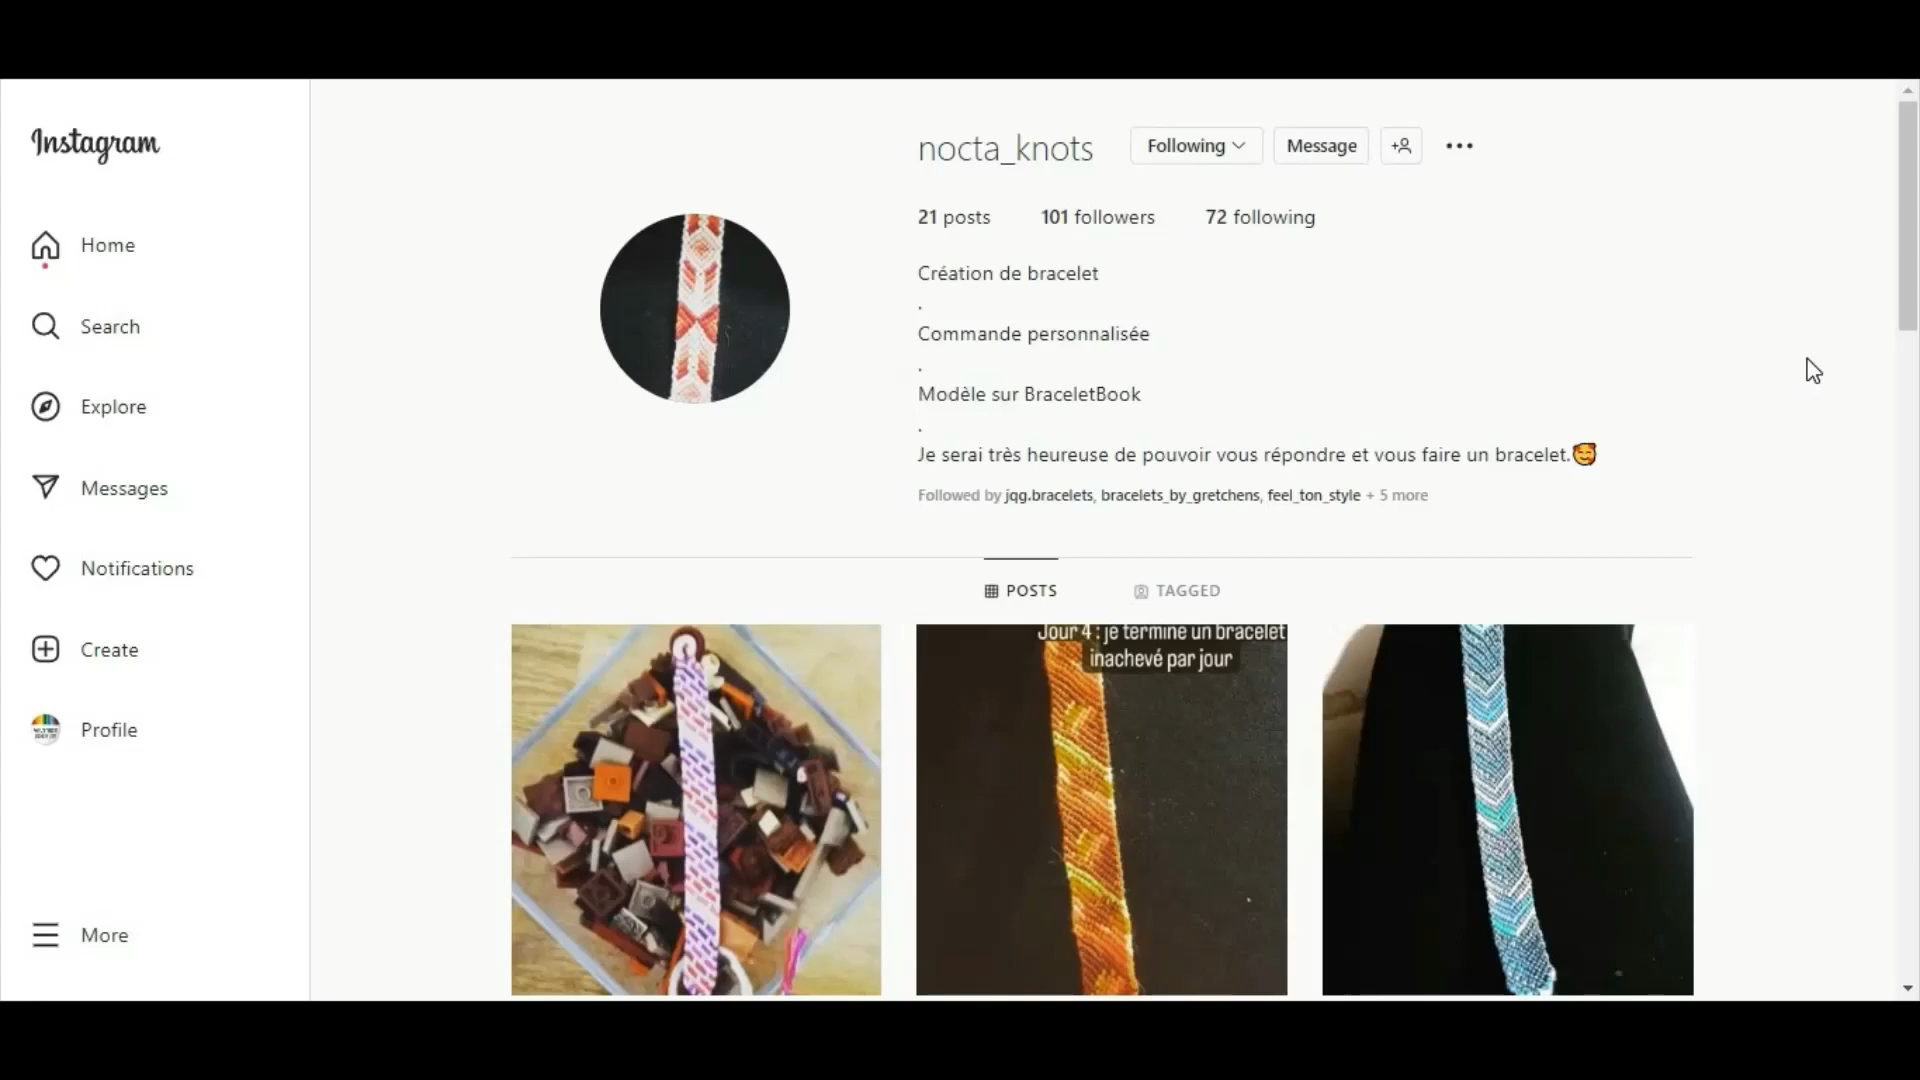 Instagram
Home
Search
Explore
Messages
Notifications
Create
Profile
More
nocta_knots
Following
Message
21 posts
101 followers
72 following
Création de bracelet
.
Commande personnalisée
.
Modèle sur BraceletBook
.
Je serai très heureuse de pouvoir vous répondre et vous faire un bracelet.🥰
Followed by jqg.bracelets, bracelets_by_gretchens, feel_ton_style + 5 more
POSTS
TAGGED
Jour 4 : je termine un bracelet
inachevé par jour